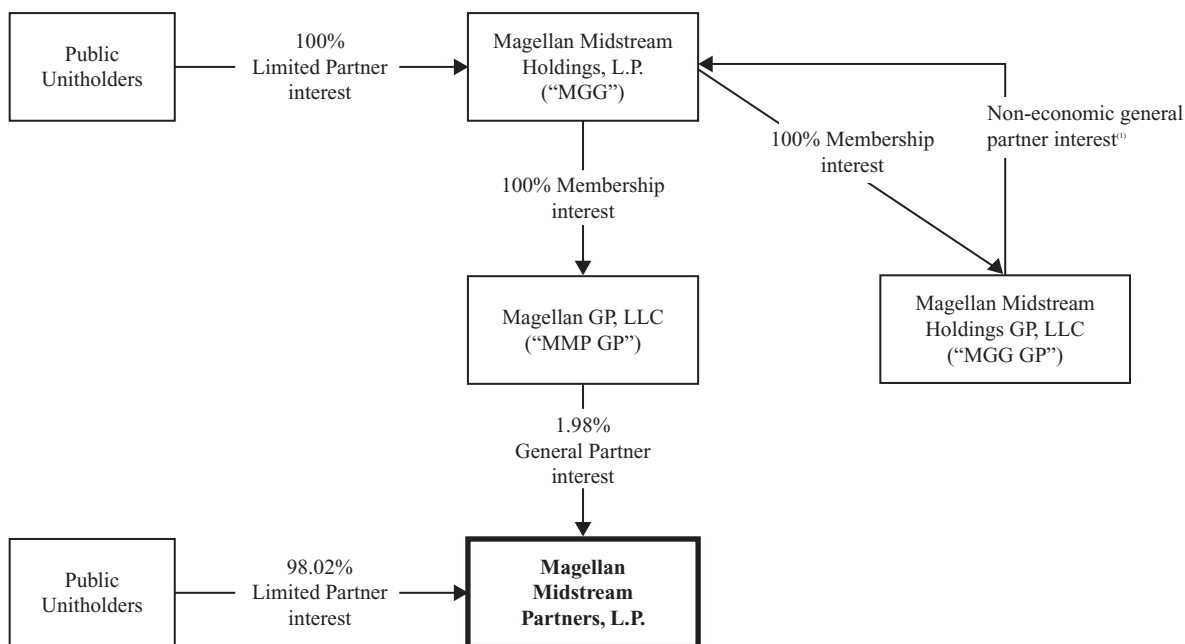 Public
Unitholders
100%
Limited Partner
interest
Magellan Midstream
Holdings, L.P.
(“MGG”)
Non-economic general
partner interest(1)
100% Membership
interest
100% Membership
interest
Magellan GP, LLC
(“MMP GP”)
Magellan Midstream
Holdings GP, LLC
(“MGG GP”)
1.98%
General Partner
interest
Public
Unitholders
98.02%
Limited Partner
interest
Magellan
Midstream
Partners, L.P.